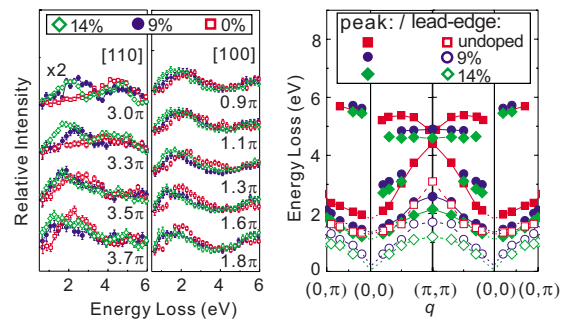 14% 9% 0%
[110] [100]
x2
3.0π
3.3π
3.5π
3.7π
0.9π
1.1π
1.3π
1.6π
1.8π
Relative Intensity
2 4 6 2 4 6
Energy Loss (eV)
peak: / lead-edge:
undoped
9%
14%
Energy Loss (eV)
8
6
4
2
0
(0,π) (0,0) (π,π) (0,0) (0,π)
q